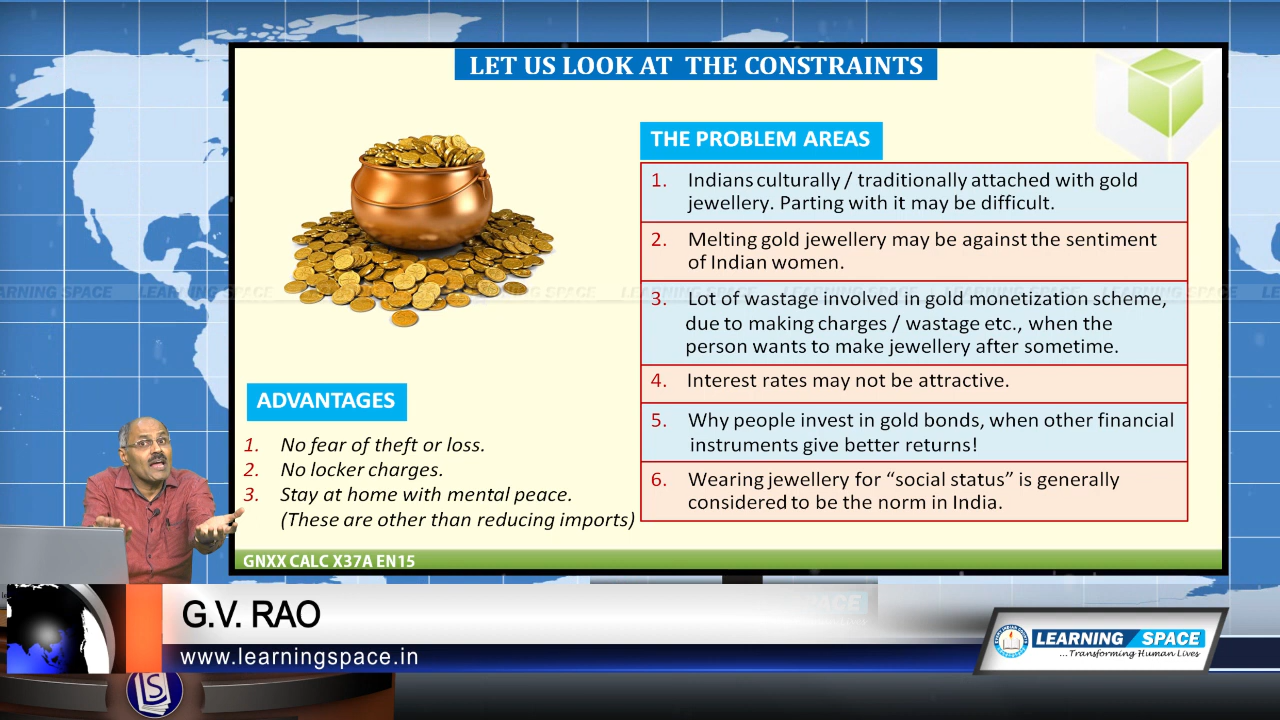 LET US LOOK AT THE CONSTRAINTS
THE PROBLEM AREAS
1. Indians culturally / traditionally attached with gold
jewellery. Parting with it may be difficult.
2. Melting gold jewellery may be against the sentiment
of Indian women.
3. Lot of wastage involved in gold monetization scheme,
due to making charges / wastage etc., when the
person wants to make jewellery after sometime.
4. Interest rates may not be attractive.
5. Why people invest in gold bonds, when other financial
instruments give better returns!
6. Wearing jewellery for “social status” is generally
considered to be the norm in India.
ADVANTAGES
1. No fear of theft or loss.
2. No locker charges.
3. Stay at home with mental peace.
(These are other than reducing imports)
GNXX CALC X37A EN15
G.V. RAO
www.learningspace.in
LEARNING SPACE
...Transforming Human Lives
LS
ARNING SPACE LEARNING SPACE